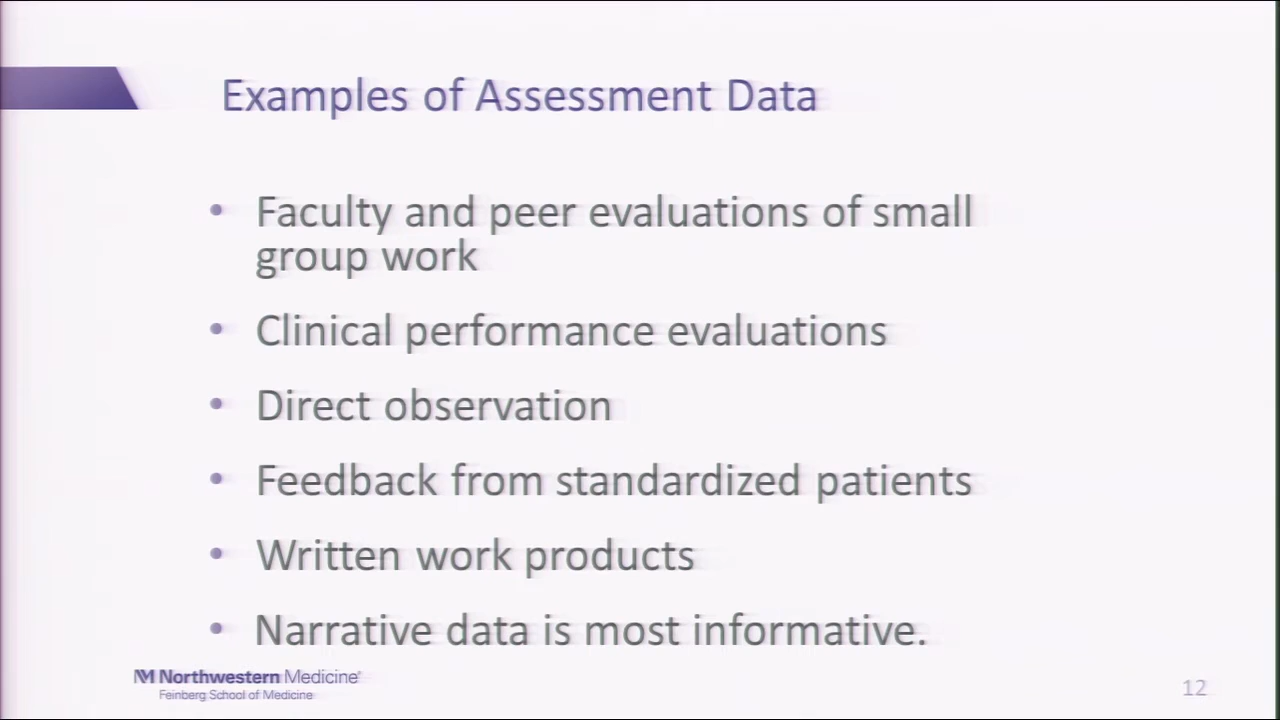 Examples of Assessment Data
• Faculty and peer evaluations of small
group work
• Clinical performance evaluations
• Direct observation
• Feedback from standardized patients
• Written work products
• Narrative data is most informative.
NM Northwestern Medicine®
Feinberg School of Medicine
12